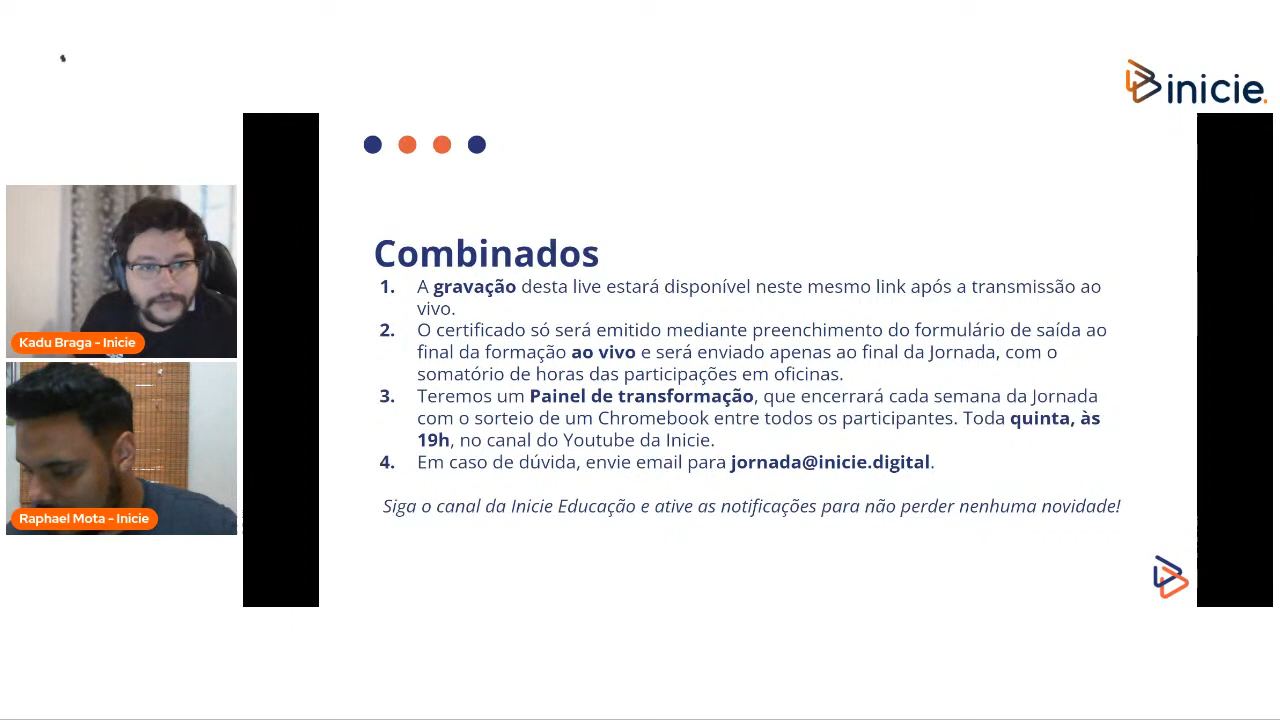 inicie.
Combinados
1. A gravação desta live estará disponível neste mesmo link após a transmissão ao
vivo.
2. O certificado só será emitido mediante preenchimento do formulário de saída ao
final da formação ao vivo e será enviado apenas ao final da Jornada, com o
somatório de horas das participações em oficinas.
3. Teremos um Painel de transformação, que encerrará cada semana da Jornada
com o sorteio de um Chromebook entre todos os participantes. Toda quinta, às
19h, no canal do Youtube da Inicie.
4. Em caso de dúvida, envie email para jornada@inicie.digital.
Siga o canal da Inicie Educação e ative as notificações para não perder nenhuma novidade!
Kadu Braga - Inicie
Raphael Mota - Inicie